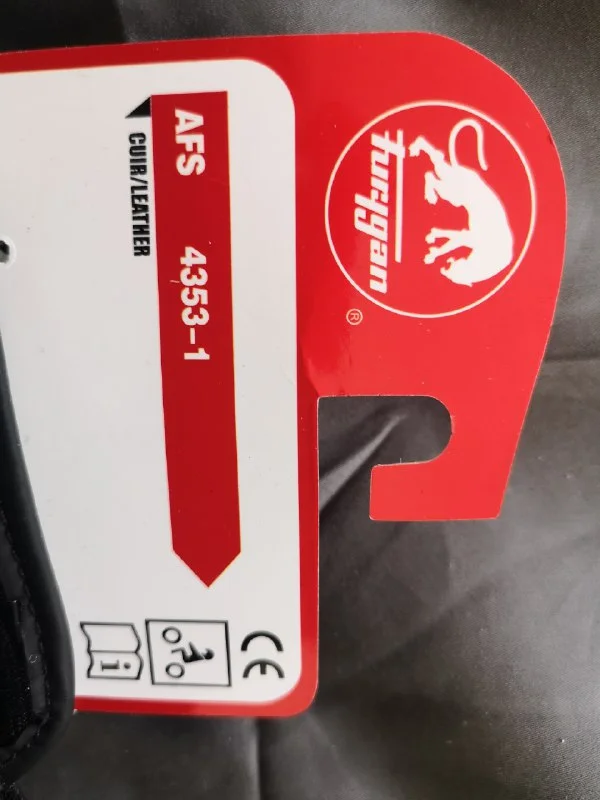 furygan
®
AFS 4353-1
CUIR/LEATHER
CE
i